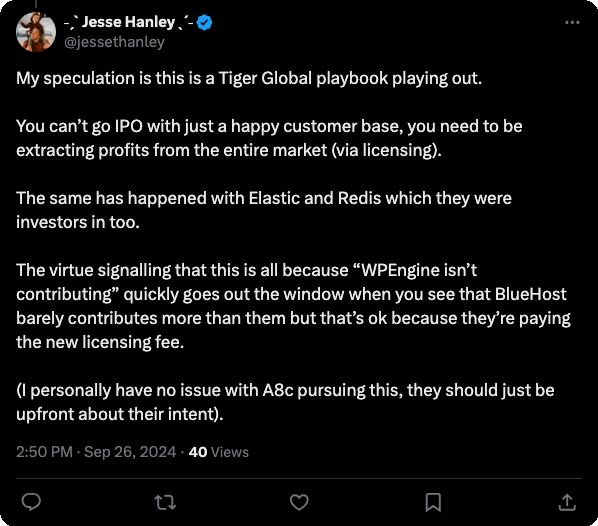 -ˎˊ˗ Jesse Hanley ˎˊ˗
@jessethanley
My speculation is this is a Tiger Global playbook playing out.
You can’t go IPO with just a happy customer base, you need to be
extracting profits from the entire market (via licensing).
The same has happened with Elastic and Redis which they were
investors in too.
The virtue signalling that this is all because “WPEngine isn’t
contributing” quickly goes out the window when you see that BlueHost
barely contributes more than them but that’s ok because they’re paying
the new licensing fee.
(I personally have no issue with A8c pursuing this, they should just be
upfront about their intent).
2:50 PM · Sep 26, 2024 · 40 Views